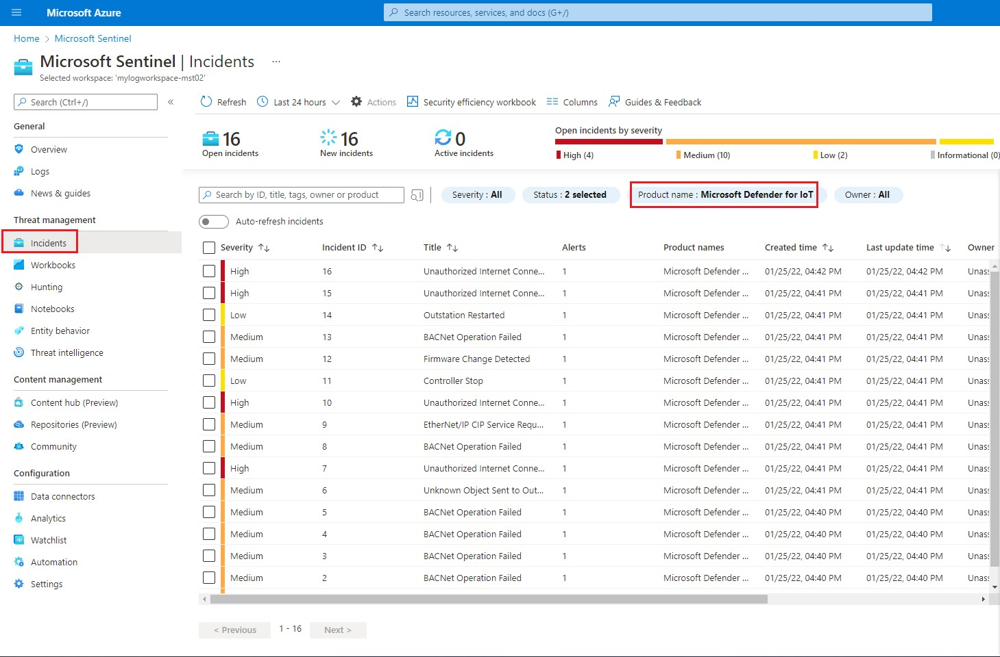 Microsoft Azure
Search resources, services, and docs (G+/)
Home > Microsoft Sentinel
Microsoft Sentinel | Incidents ...
Selected workspace: 'mylogworkspace-mst02'
Search (Ctrl+/) «
General
Overview
Logs
News & guides
Threat management
Incidents
Workbooks
Hunting
Notebooks
Entity behavior
Threat intelligence
Content management
Content hub (Preview)
Repositories (Preview)
Community
Configuration
Data connectors
Analytics
Watchlist
Automation
Settings
Refresh Last 24 hours Actions Security efficiency workbook Columns Guides & Feedback
16 Open incidents
16 New incidents
0 Active incidents
Open incidents by severity
High (4) Medium (10) Low (2) Informational (0)
Search by ID, title, tags, owner or product Severity : All Status : 2 selected Product name : Microsoft Defender for IoT Owner : All
Auto-refresh incidents
Severity Incident ID Title Alerts Product names Created time Last update time Owner
High 16 Unauthorized Internet Conne... 1 Microsoft Defender ... 01/25/22, 04:42 PM 01/25/22, 04:42 PM Unas
High 15 Unauthorized Internet Conne... 1 Microsoft Defender ... 01/25/22, 04:41 PM 01/25/22, 04:41 PM Unas
Low 14 Outstation Restarted 1 Microsoft Defender ... 01/25/22, 04:41 PM 01/25/22, 04:41 PM Unas
Medium 13 BACNet Operation Failed 1 Microsoft Defender ... 01/25/22, 04:41 PM 01/25/22, 04:41 PM Unas
Medium 12 Firmware Change Detected 1 Microsoft Defender ... 01/25/22, 04:41 PM 01/25/22, 04:41 PM Unas
Low 11 Controller Stop 1 Microsoft Defender ... 01/25/22, 04:41 PM 01/25/22, 04:41 PM Unas
High 10 Unauthorized Internet Conne... 1 Microsoft Defender ... 01/25/22, 04:41 PM 01/25/22, 04:41 PM Unas
Medium 9 EtherNet/IP CIP Service Requ... 1 Microsoft Defender ... 01/25/22, 04:41 PM 01/25/22, 04:41 PM Unas
Medium 8 BACNet Operation Failed 1 Microsoft Defender ... 01/25/22, 04:41 PM 01/25/22, 04:41 PM Unas
High 7 Unauthorized Internet Conne... 1 Microsoft Defender ... 01/25/22, 04:41 PM 01/25/22, 04:41 PM Unas
Medium 6 Unknown Object Sent to Out... 1 Microsoft Defender ... 01/25/22, 04:41 PM 01/25/22, 04:41 PM Unas
Medium 5 BACNet Operation Failed 1 Microsoft Defender ... 01/25/22, 04:40 PM 01/25/22, 04:40 PM Unas
Medium 4 BACNet Operation Failed 1 Microsoft Defender ... 01/25/22, 04:40 PM 01/25/22, 04:40 PM Unas
Medium 3 BACNet Operation Failed 1 Microsoft Defender ... 01/25/22, 04:40 PM 01/25/22, 04:40 PM Unas
Medium 2 BACNet Operation Failed 1 Microsoft Defender ... 01/25/22, 04:40 PM 01/25/22, 04:40 PM Unas
< Previous 1 - 16 Next >